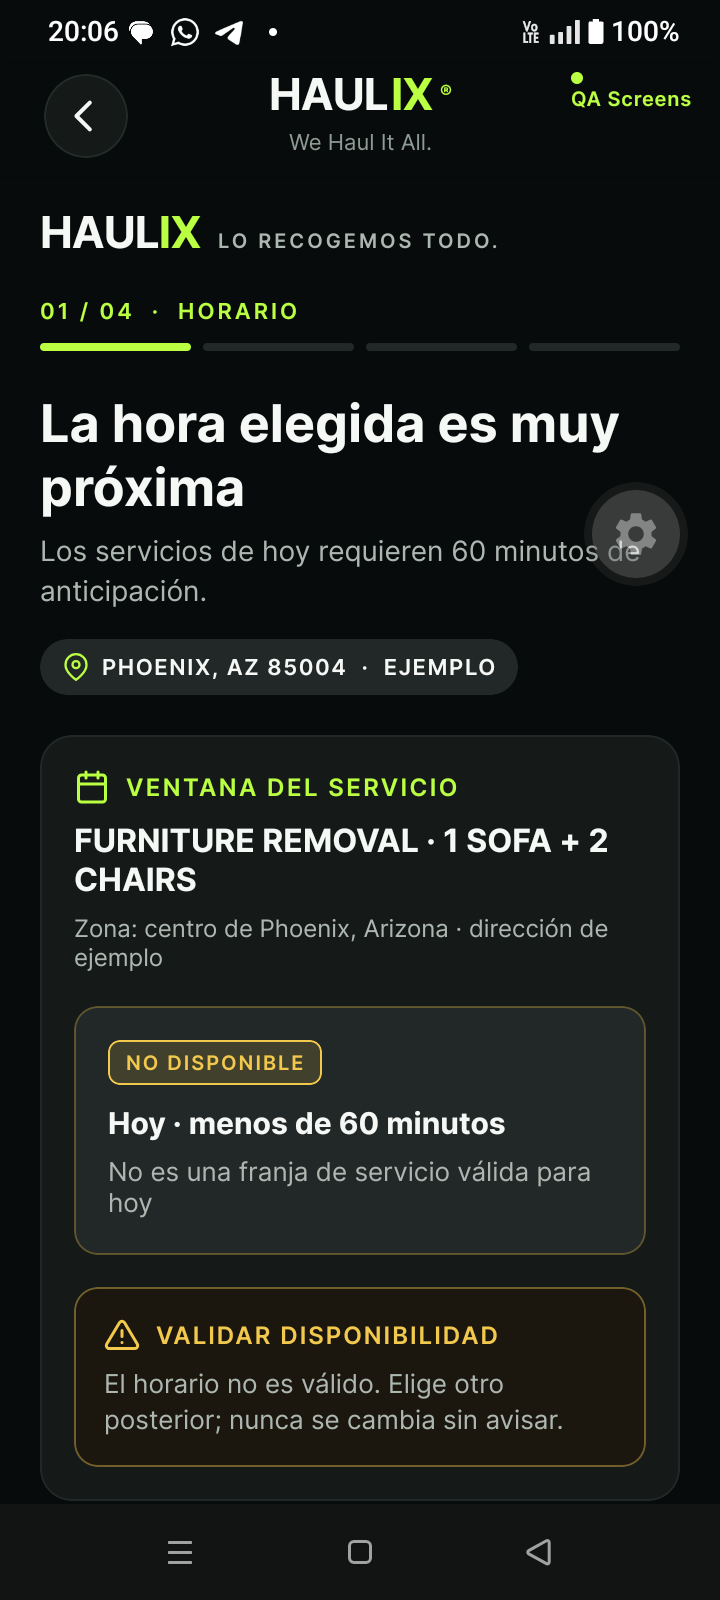 20:06
Vo LTE
100%
HAULIX ®
QA Screens
We Haul It All.
HAULIX LO RECOGEMOS TODO.
01 / 04 · HORARIO
La hora elegida es muy
próxima
Los servicios de hoy requieren 60 minutos de
anticipación.
PHOENIX, AZ 85004 · EJEMPLO
VENTANA DEL SERVICIO
FURNITURE REMOVAL · 1 SOFA + 2
CHAIRS
Zona: centro de Phoenix, Arizona · dirección de
ejemplo
NO DISPONIBLE
Hoy · menos de 60 minutos
No es una franja de servicio válida para
hoy
VALIDAR DISPONIBILIDAD
El horario no es válido. Elige otro
posterior; nunca se cambia sin avisar.